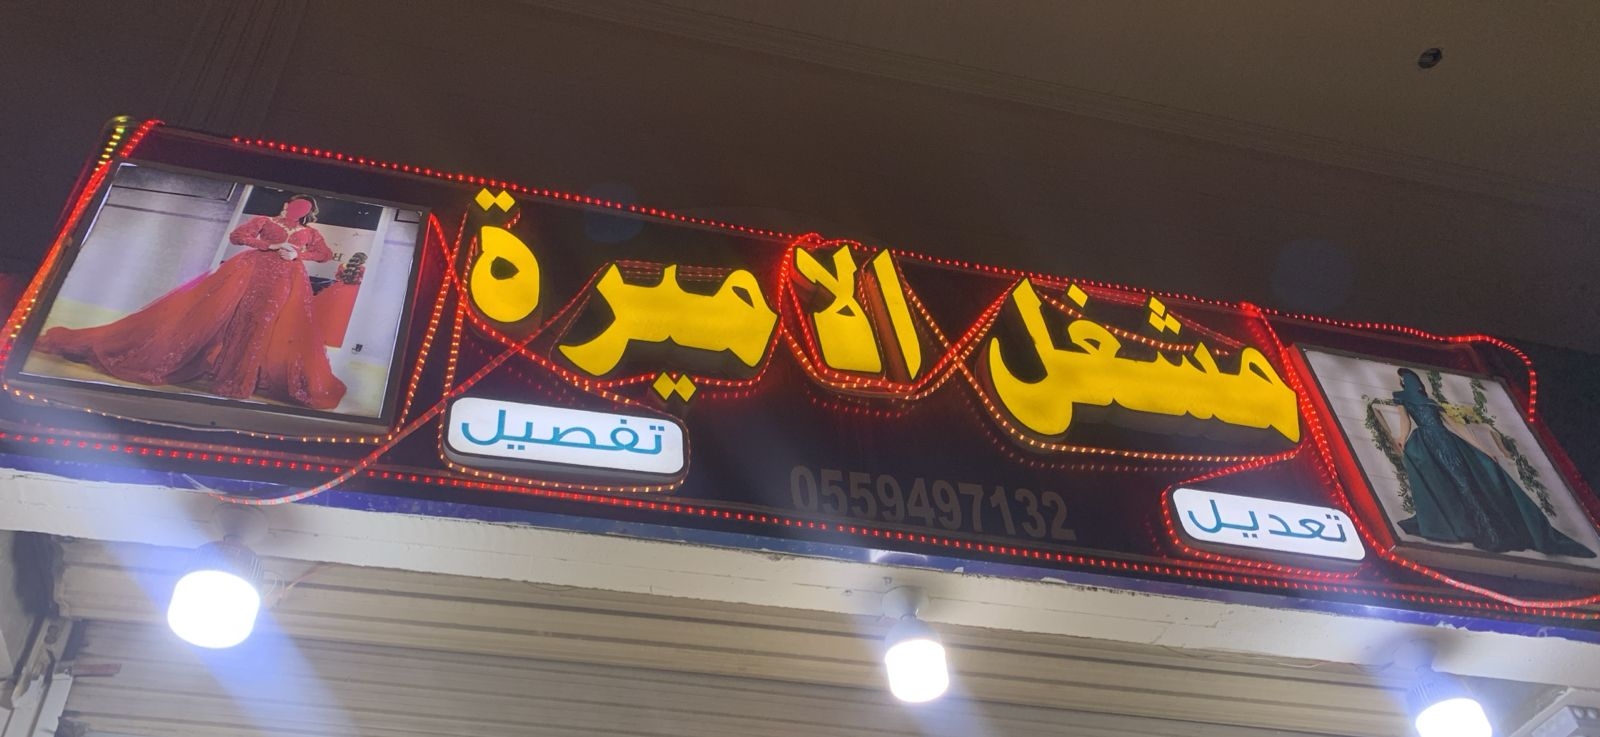 مشغل الاميرة
تفصيل
0559497132
تعديل